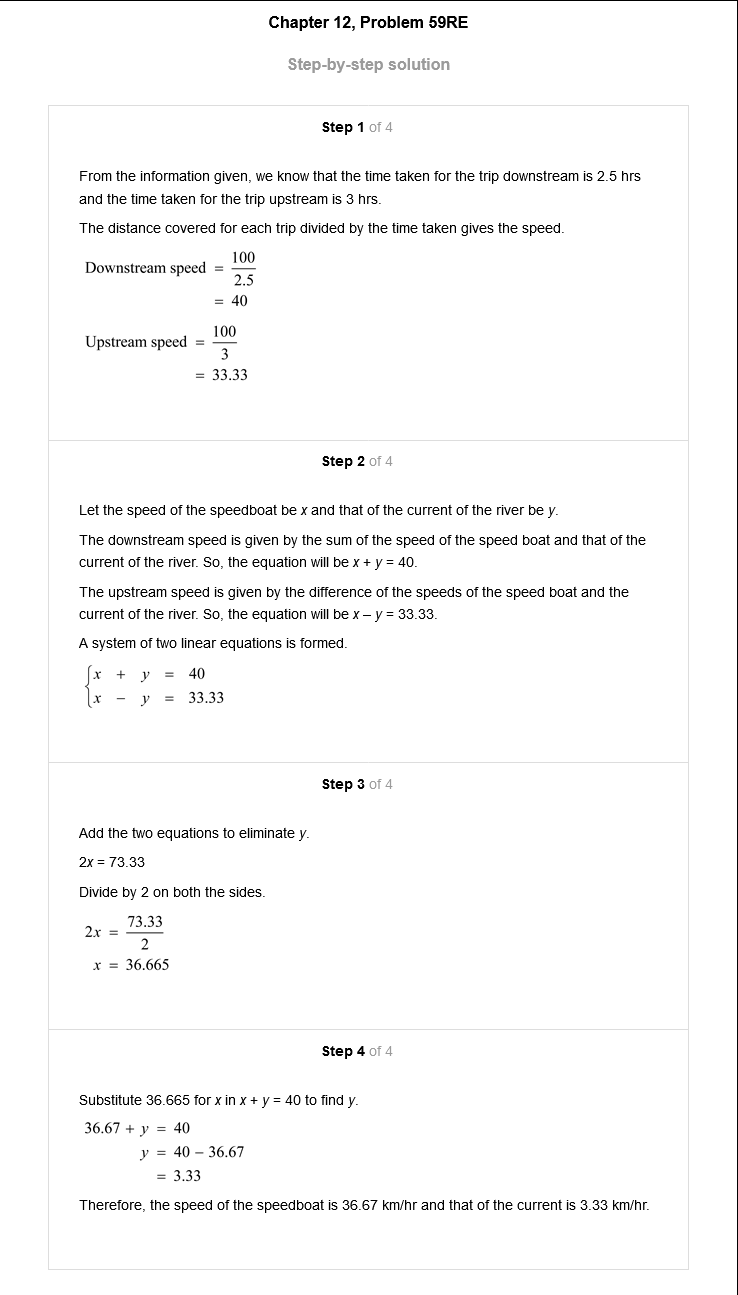 Chapter 12, Problem 59RE
Step-by-step solution
Step 1 of 4
From the information given, we know that the time taken for the trip downstream is 2.5 hrs
and the time taken for the trip upstream is 3 hrs.
The distance covered for each trip divided by the time taken gives the speed.
Downstream speed = 100/2.5
= 40
Upstream speed = 100/3
= 33.33
Step 2 of 4
Let the speed of the speedboat be x and that of the current of the river be y.
The downstream speed is given by the sum of the speed of the speed boat and that of the
current of the river. So, the equation will be x + y = 40.
The upstream speed is given by the difference of the speeds of the speed boat and the
current of the river. So, the equation will be x – y = 33.33.
A system of two linear equations is formed.
{x + y = 40
x − y = 33.33
Step 3 of 4
Add the two equations to eliminate y.
2x = 73.33
Divide by 2 on both the sides.
2x = 73.33/2
x = 36.665
Step 4 of 4
Substitute 36.665 for x in x + y = 40 to find y.
36.67 + y = 40
y = 40 − 36.67
= 3.33
Therefore, the speed of the speedboat is 36.67 km/hr and that of the current is 3.33 km/hr.